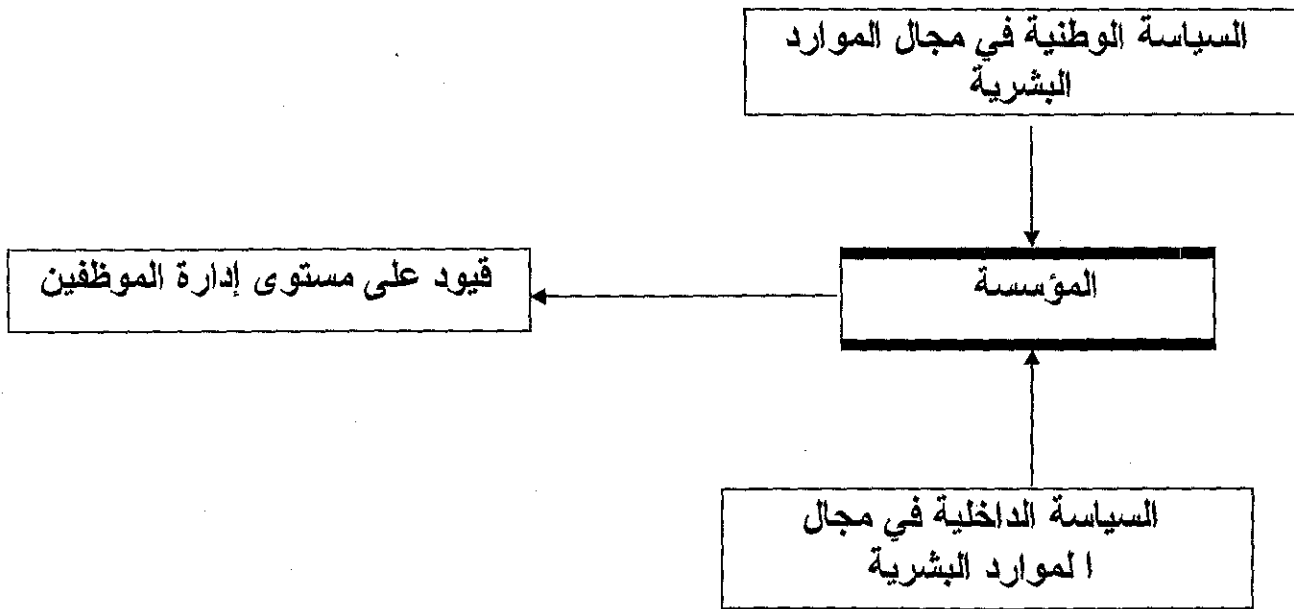 السياسة الوطنية في مجال الموارد
البشرية
المؤسسة
قيود على مستوى إدارة الموظفين
السياسة الداخلية في مجال
ا لموارد البشرية